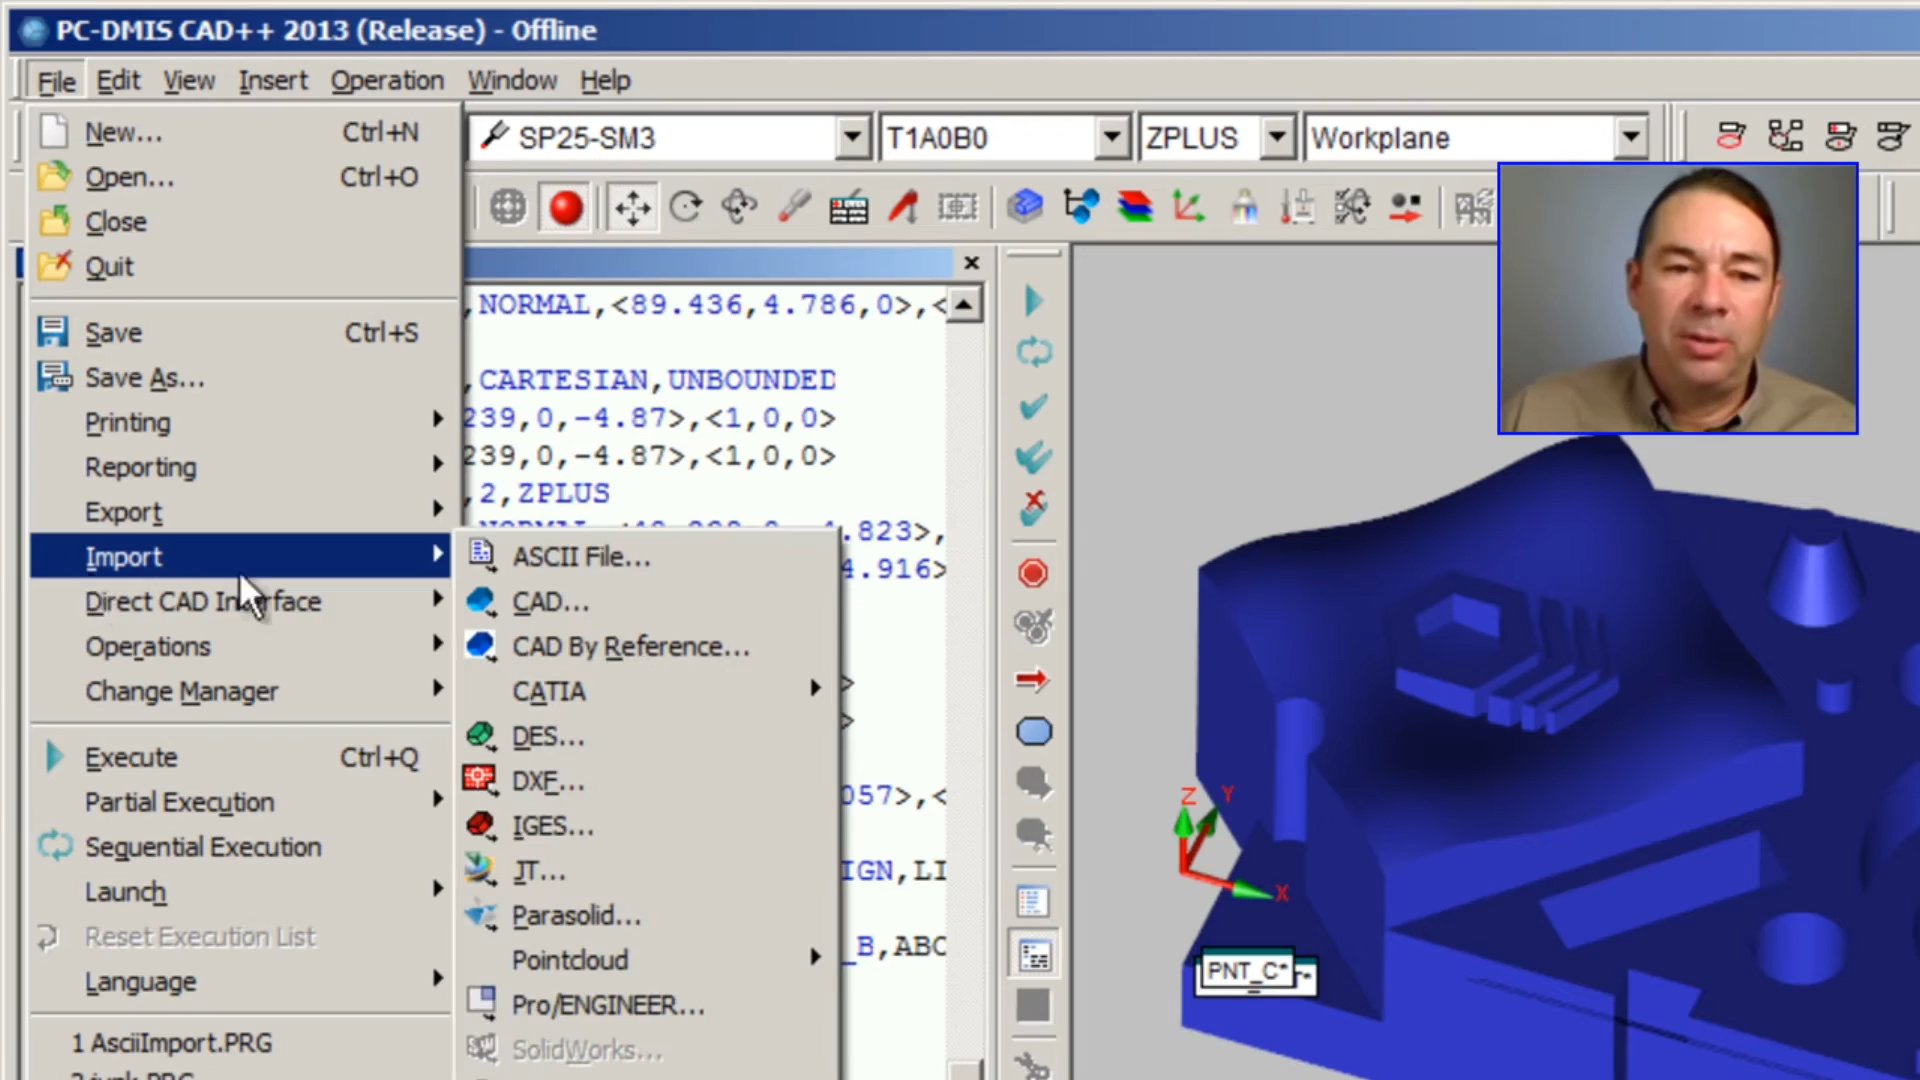 PC-DMIS CAD++ 2013 (Release) - Offline
File Edit View Insert Operation Window Help
New... Ctrl+N
SP25-SM3 T1A0B0 ZPLUS Workplane
Open... Ctrl+O
Close
Quit
,NORMAL,<89.436,4.786,0>,<
Save Ctrl+S
Save As...
,CARTESIAN,UNBOUNDED
Printing
239,0,-4.87>,<1,0,0>
Reporting
239,0,-4.87>,<1,0,0>
Export
,2,ZPLUS
.823>,
Import
4.916>
Direct CAD Interface
Operations
Change Manager
ASCII File...
CAD...
CAD By Reference...
CATIA
>
>
DES...
DXF...
IGES...
JT...
Parasolid...
Pointcloud
Pro/ENGINEER...
SolidWorks...
Execute Ctrl+Q
Partial Execution
057>,<
Sequential Execution
IGN,LI
Launch
Reset Execution List
_B,ABC
Language
1 AsciiImport.PRG
Z Y
X
PNT_C*